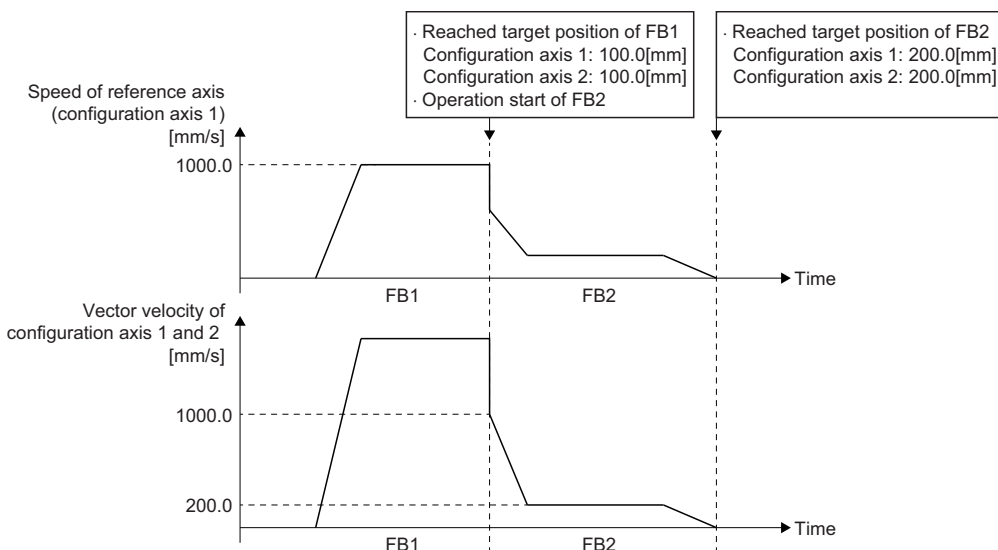 · Reached target position of FB1
Configuration axis 1: 100.0[mm]
Configuration axis 2: 100.0[mm]
· Operation start of FB2
· Reached target position of FB2
Configuration axis 1: 200.0[mm]
Configuration axis 2: 200.0[mm]
Speed of reference axis
(configuration axis 1)
[mm/s]
1000.0
Time
FB1
FB2
Vector velocity of
configuration axis 1 and 2
[mm/s]
1000.0
200.0
Time
FB1
FB2